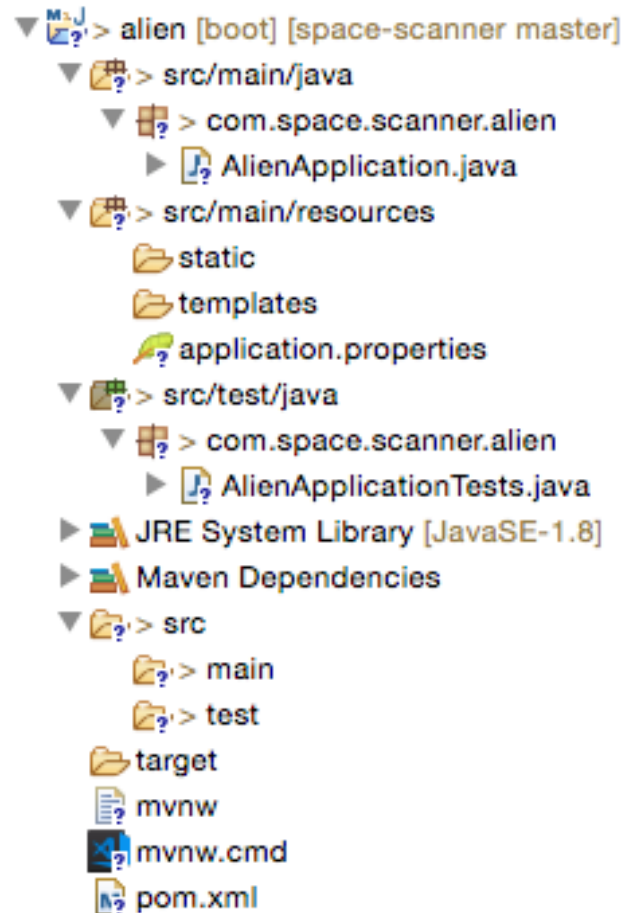 > alien [boot] [space-scanner master]
> src/main/java
> com.space.scanner.alien
AlienApplication.java
> src/main/resources
static
templates
application.properties
> src/test/java
> com.space.scanner.alien
AlienApplicationTests.java
JRE System Library [JavaSE-1.8]
Maven Dependencies
> src
> main
> test
target
mvnw
mvnw.cmd
pom.xml